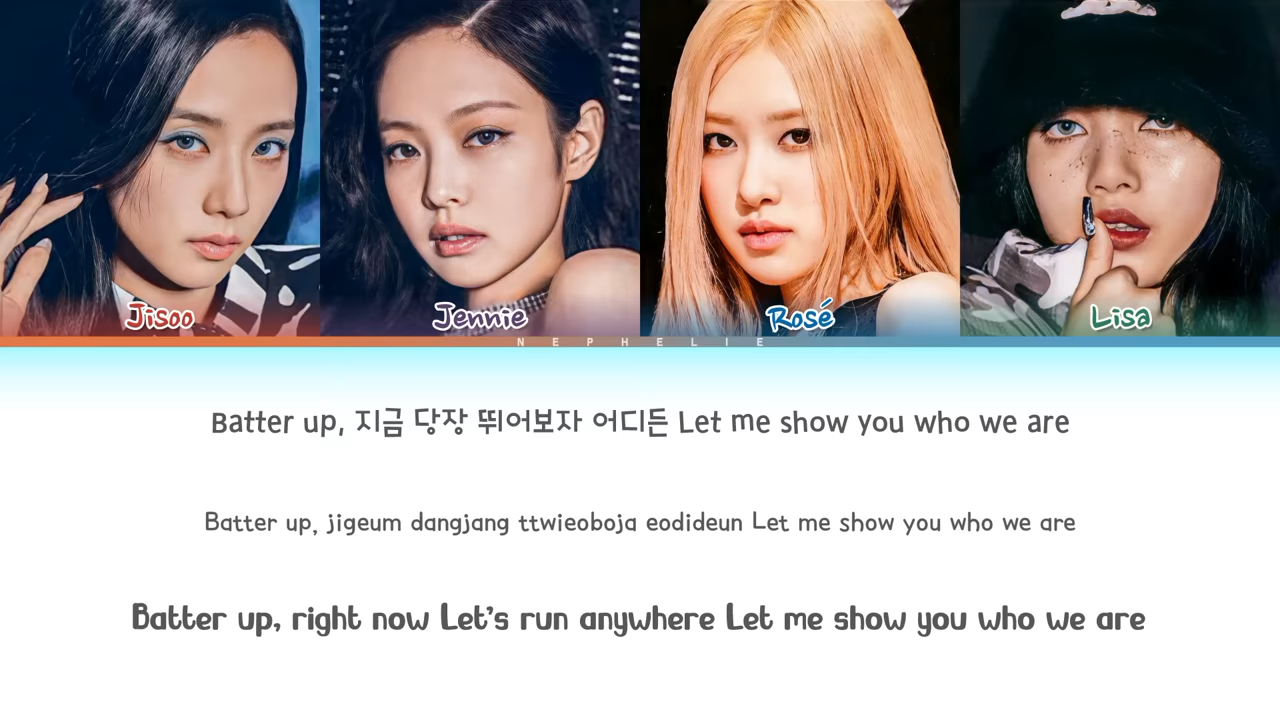 Jisoo
Jennie
Rosé
Lisa
NEPHELIE
Batter up, 지금 당장 뛰어보자 어디든 Let me show you who we are
Batter up, jigeum dangjang ttwieoboja eodideun Let me show you who we are
Batter up, right now Let's run anywhere Let me show you who we are